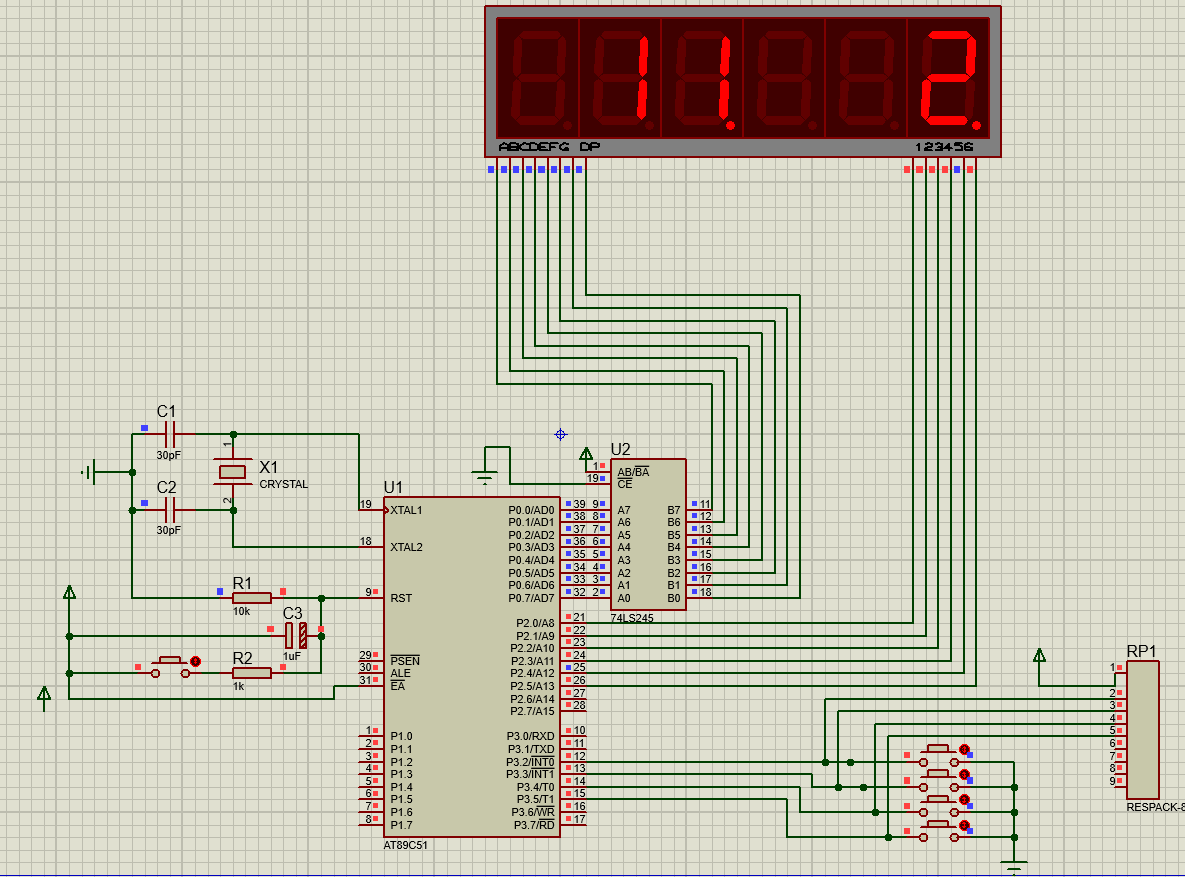 11.2.
ABCDEFG DP
123456
C1
30pF
X1
CRYSTAL
1
2
C2
30pF
R1
10k
C3
1uF
R2
1k
U1
19 XTAL1
18 XTAL2
9 RST
29 PSEN
30 ALE
31 EA
1 P1.0
2 P1.1
3 P1.2
4 P1.3
5 P1.4
6 P1.5
7 P1.6
8 P1.7
P0.0/AD0 39
P0.1/AD1 38
P0.2/AD2 37
P0.3/AD3 36
P0.4/AD4 35
P0.5/AD5 34
P0.6/AD6 33
P0.7/AD7 32
P2.0/A8 21
P2.1/A9 22
P2.2/A10 23
P2.3/A11 24
P2.4/A12 25
P2.5/A13 26
P2.6/A14 27
P2.7/A15 28
P3.0/RXD 10
P3.1/TXD 11
P3.2/INT0 12
P3.3/INT1 13
P3.4/T0 14
P3.5/T1 15
P3.6/WR 16
P3.7/RD 17
AT89C51
U2
1 AB/BA
19 CE
9 A7 B7 11
8 A6 B6 12
7 A5 B5 13
6 A4 B4 14
5 A3 B3 15
4 A2 B2 16
3 A1 B1 17
2 A0 B0 18
74LS245
RP1
1
2
3
4
5
6
7
8
9
RESPACK-8